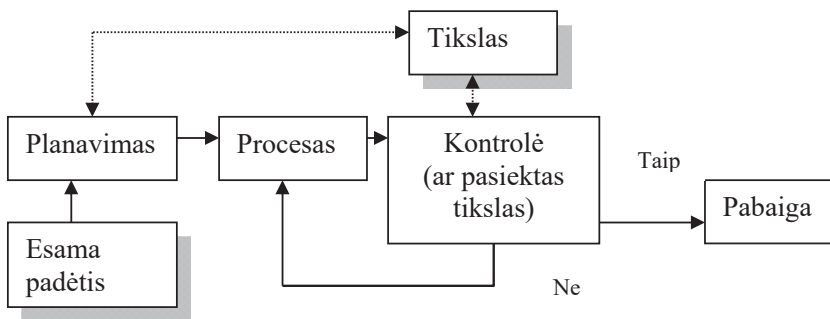 Tikslas
Planavimas
Procesas
Kontrolė
(ar pasiektas
tikslas)
Taip
Pabaiga
Esama
padėtis
Ne